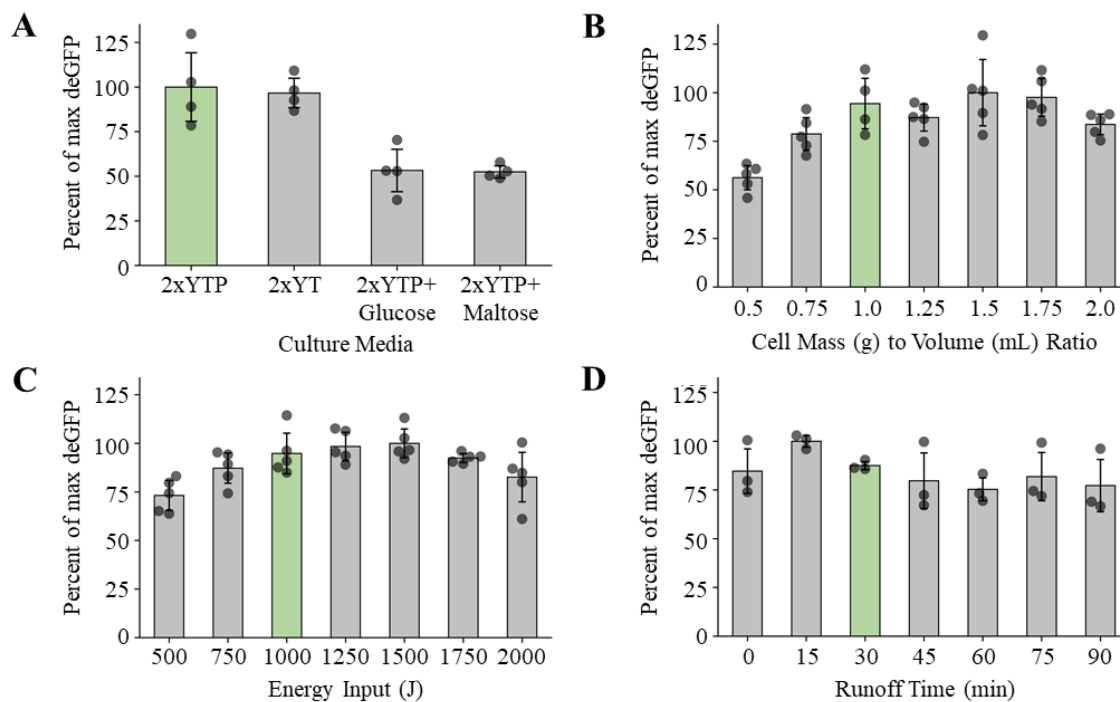 A
Percent of max deGFP
125
100
75
50
25
0
2xYTP 2xYT 2xYTP+ 2xYTP+
Glucose Maltose
Culture Media
B
Percent of max deGFP
125
100
75
50
25
0
0.5 0.75 1.0 1.25 1.5 1.75 2.0
Cell Mass (g) to Volume (mL) Ratio
C
Percent of max deGFP
125
100
75
50
25
0
500 750 1000 1250 1500 1750 2000
Energy Input (J)
D
Percent of max deGFP
125
100
75
50
25
0
0 15 30 45 60 75 90
Runoff Time (min)